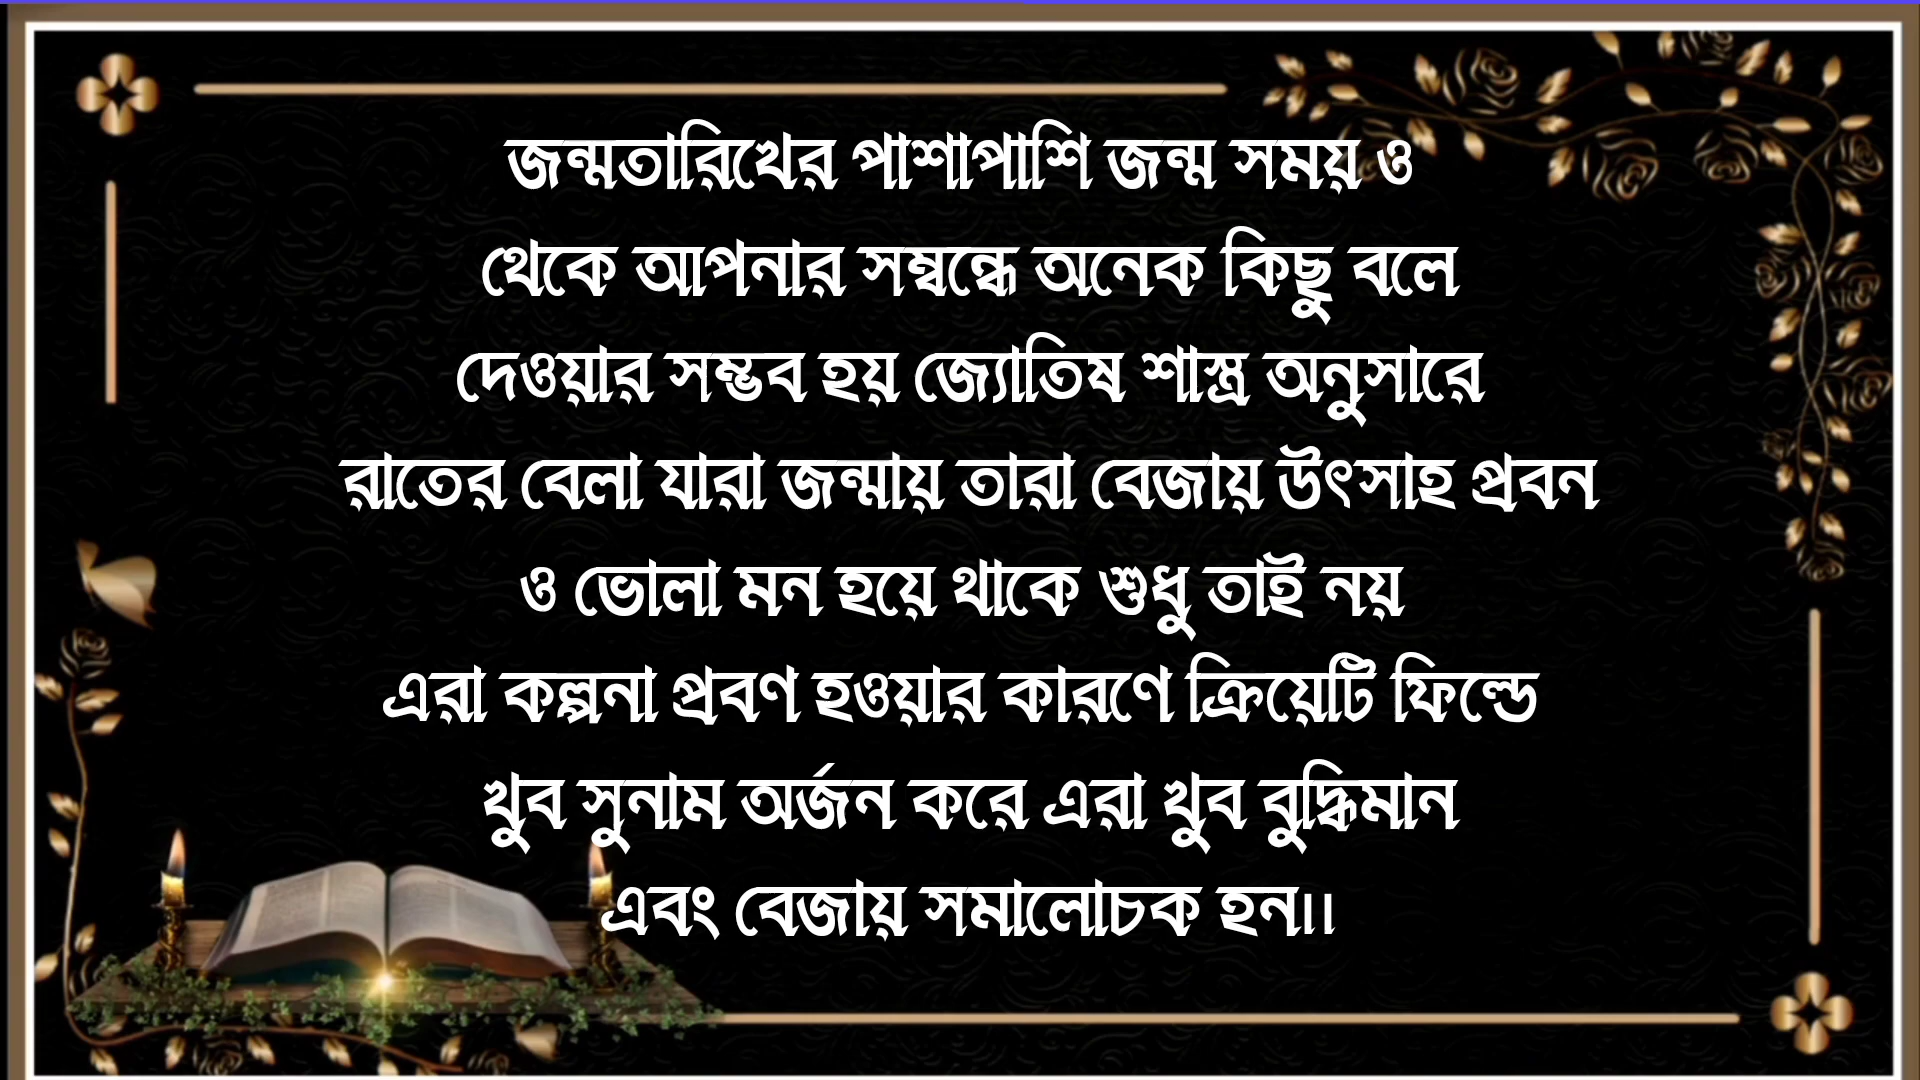 জন্মতারিখের পাশাপাশি জন্ম সময় ও
থেকে আপনার সম্বন্ধে অনেক কিছু বলে
দেওয়ার সম্ভব হয় জ্যোতিষ শাস্ত্র অনুসারে
রাতের বেলা যারা জন্মায় তারা বেজায় উৎসাহ প্রবন
ও ভোলা মন হয়ে থাকে শুধু তাই নয়
এরা কল্পনা প্রবণ হওয়ার কারণে ক্রিয়েটি ফিল্ডে
খুব সুনাম অর্জন করে এরা খুব বুদ্ধিমান
এবং বেজায় সমালোচক হন।।